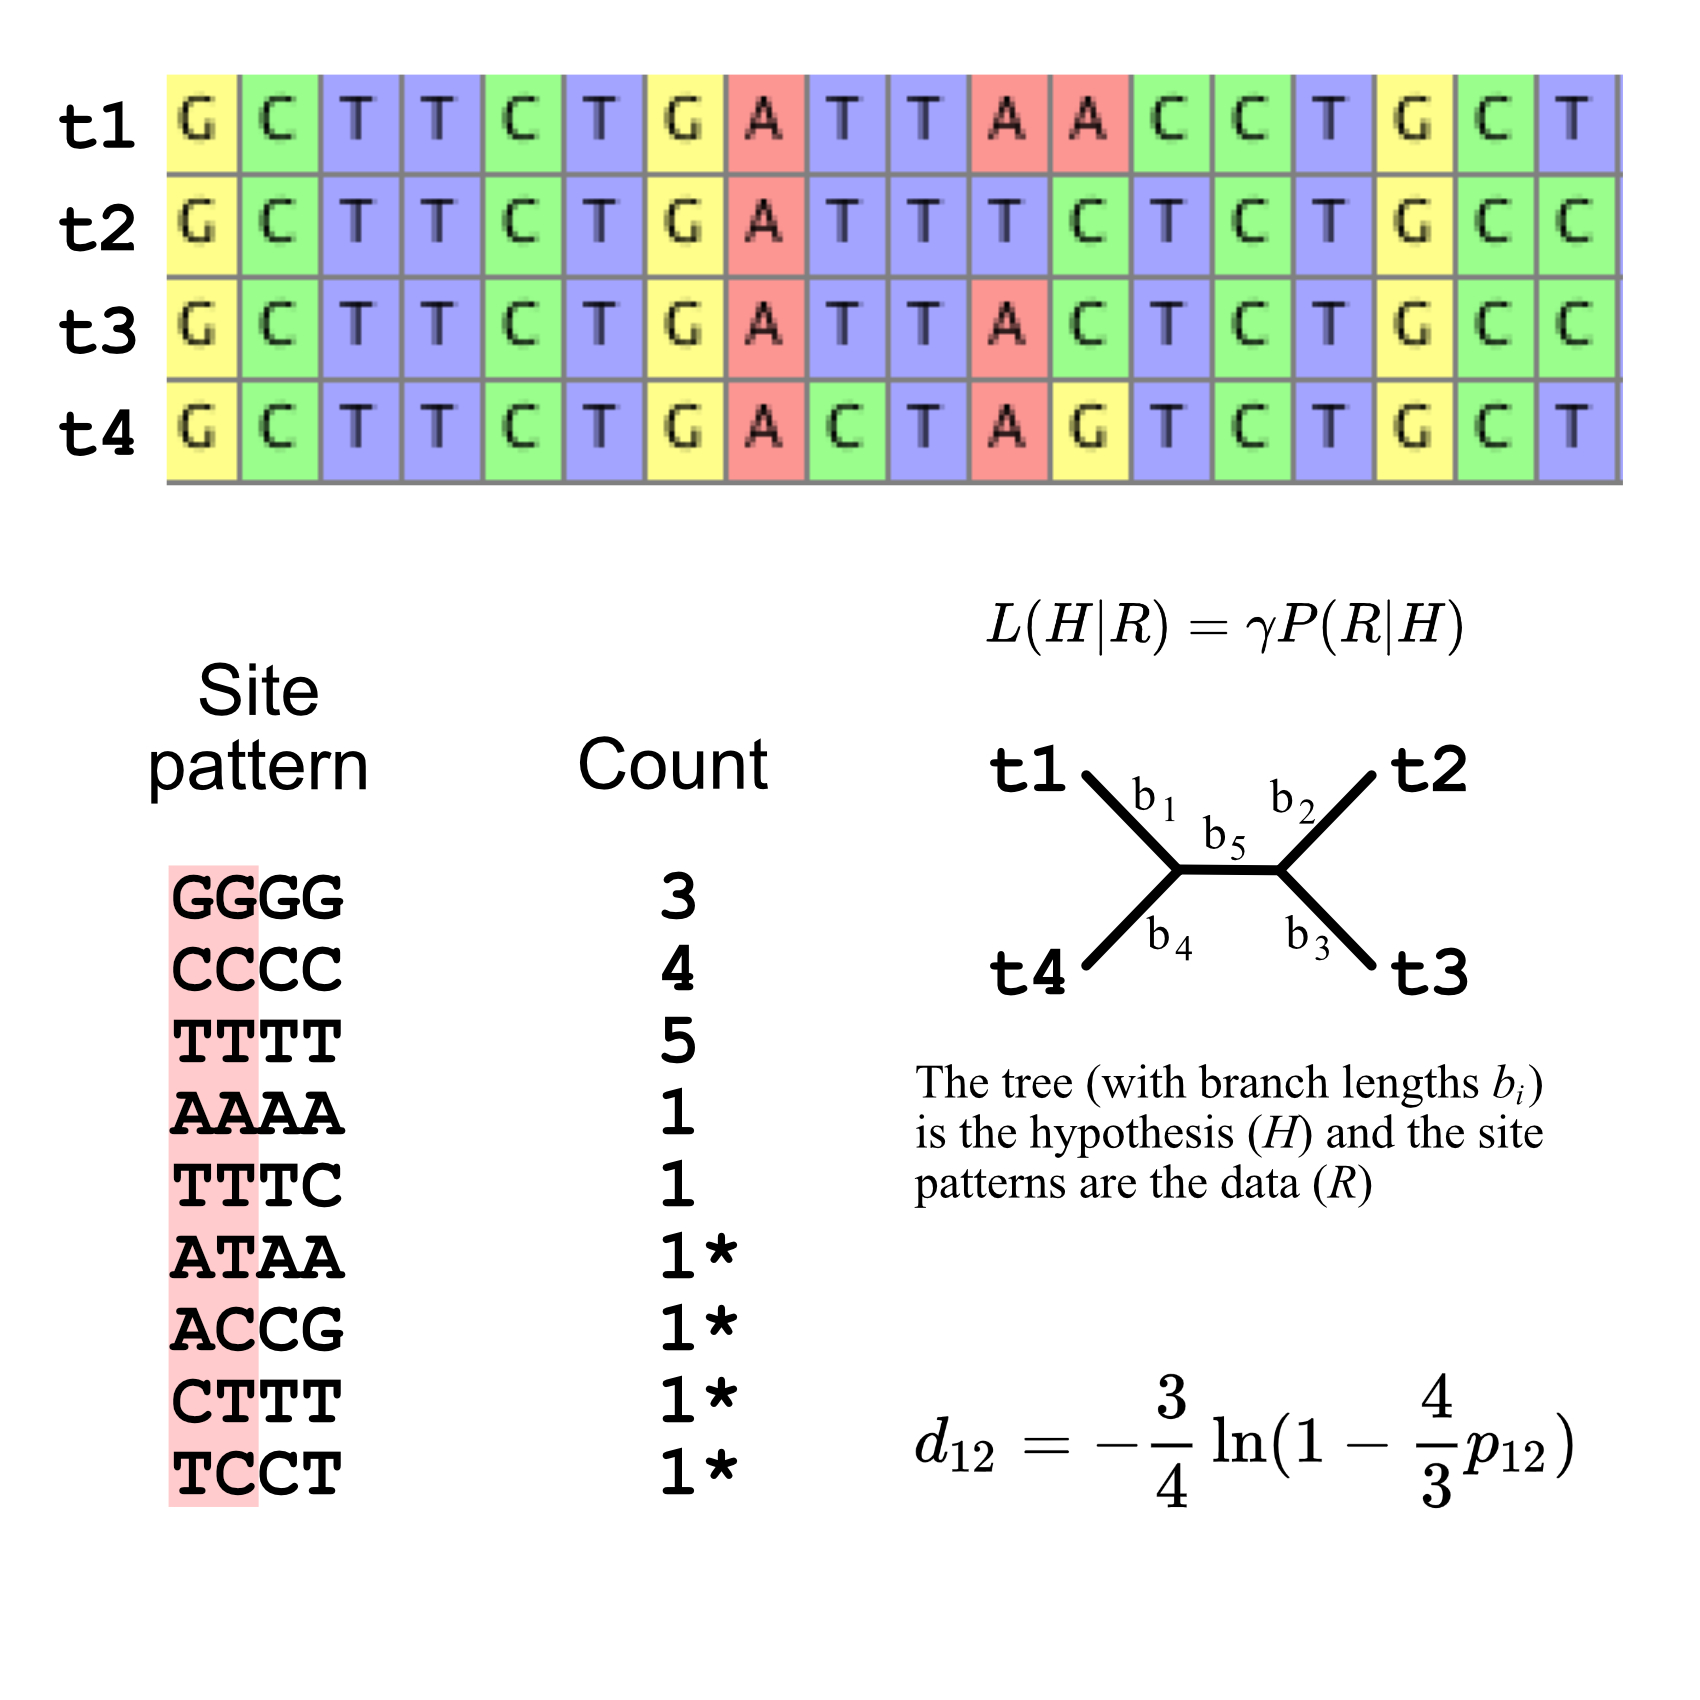 t1 G C T T C T G A T T A A C C T G C T
t2 G C T T C T G A T T T C T C T G C C
t3 G C T T C T G A T T A C T C T G C C
t4 G C T T C T G A C T A G T C T G C T
Site
pattern
Count
GGGG 3
CCCC 4
TTTT 5
AAAA 1
TTTC 1
ATAA 1*
ACCG 1*
CTTT 1*
TCCT 1*
L(H|R) = γP(R|H)
t1 b₁ b₂ t2
b₅
t4 b₄ b₃ t3
The tree (with branch lengths bᵢ)
is the hypothesis (H) and the site
patterns are the data (R)
d₁₂ = −3/4 ln(1 − 4/3 p₁₂)